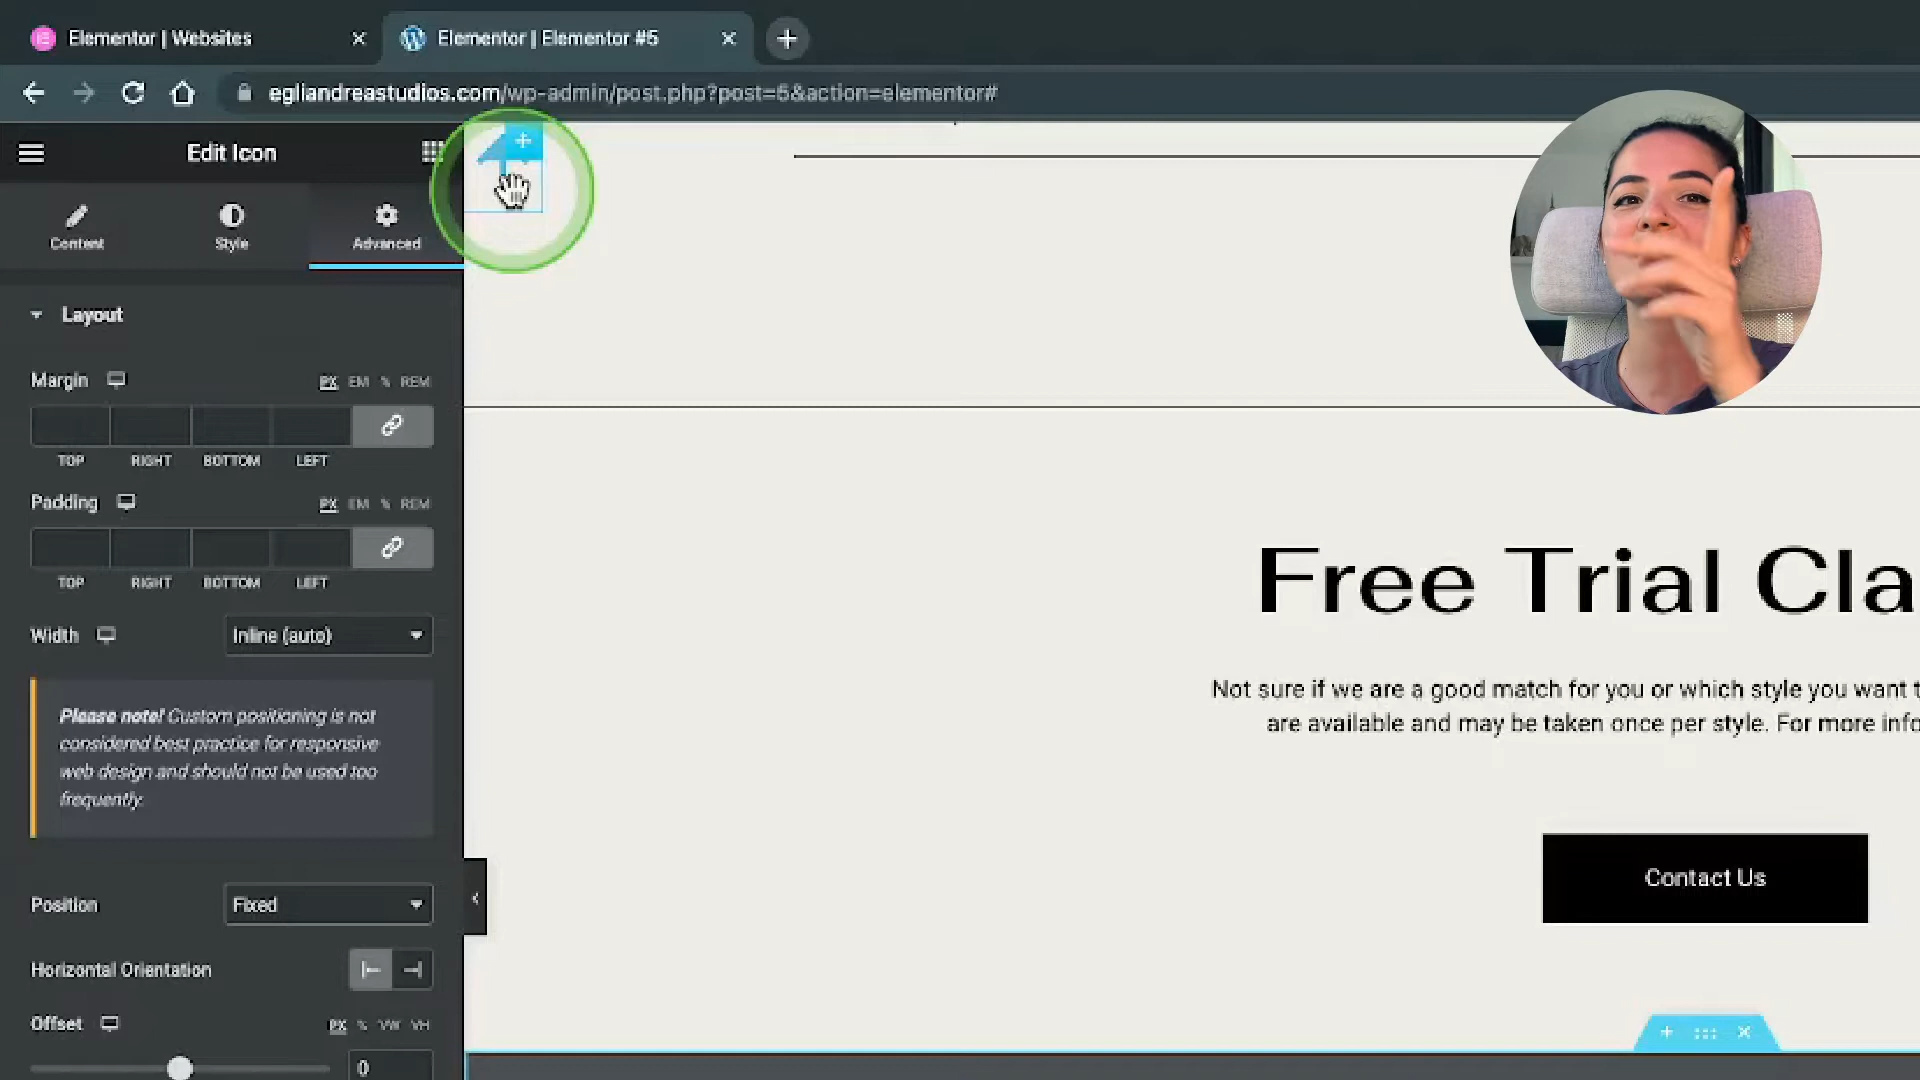 Elementor | Websites
Elementor | Elementor #5
egliandreastudios.com/wp-admin/post.php?post=5&action=elementor#
Edit Icon
Content
Style
Advanced
Layout
Margin
PX EM % REM
TOP RIGHT BOTTOM LEFT
Padding
PX EM % REM
TOP RIGHT BOTTOM LEFT
Width
Inline (auto)
Please note! Custom positioning is not
considered best practice for responsive
web design and should not be used too
frequently.
Position
Fixed
Horizontal Orientation
Offset
PX % VW VH
0
Free Trial Cla
Not sure if we are a good match for you or which style you want t
are available and may be taken once per style. For more info
Contact Us